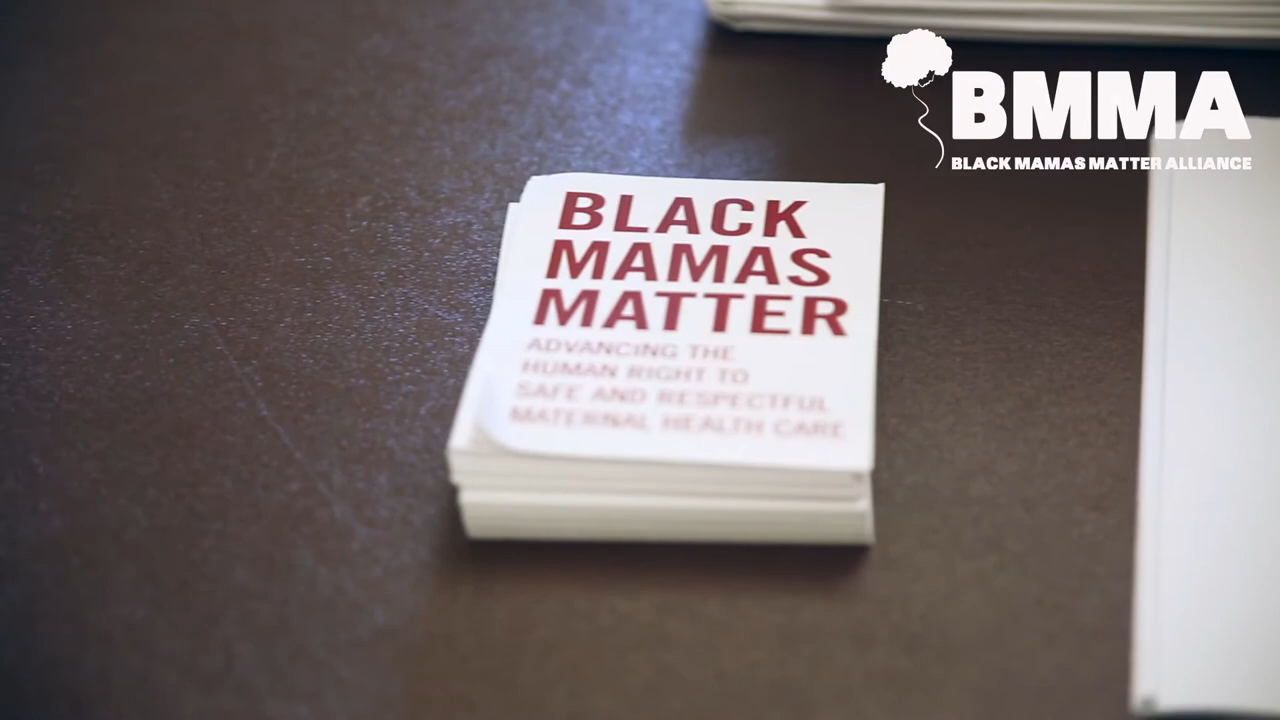 BMMA
BLACK MAMAS MATTER ALLIANCE
BLACK
MAMAS
MATTER
ADVANCING THE
HUMAN RIGHT TO
SAFE AND RESPECTFUL
MATERNAL HEALTH CARE